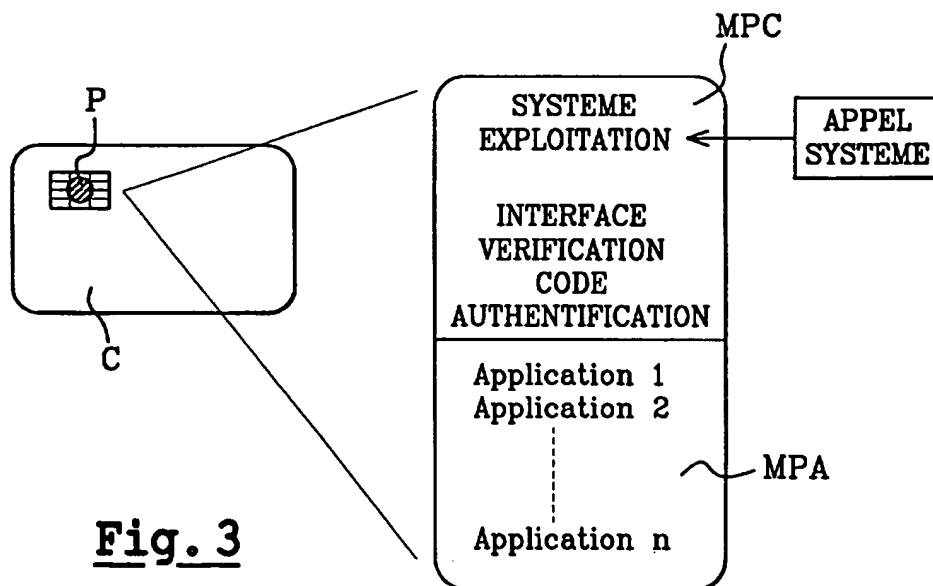 MPC
P
SYSTEME
EXPLOITATION
APPEL
SYSTEME
INTERFACE
VERIFICATION
CODE
AUTHENTIFICATION
C
Application 1
Application 2
MPA
Application n
Fig. 3